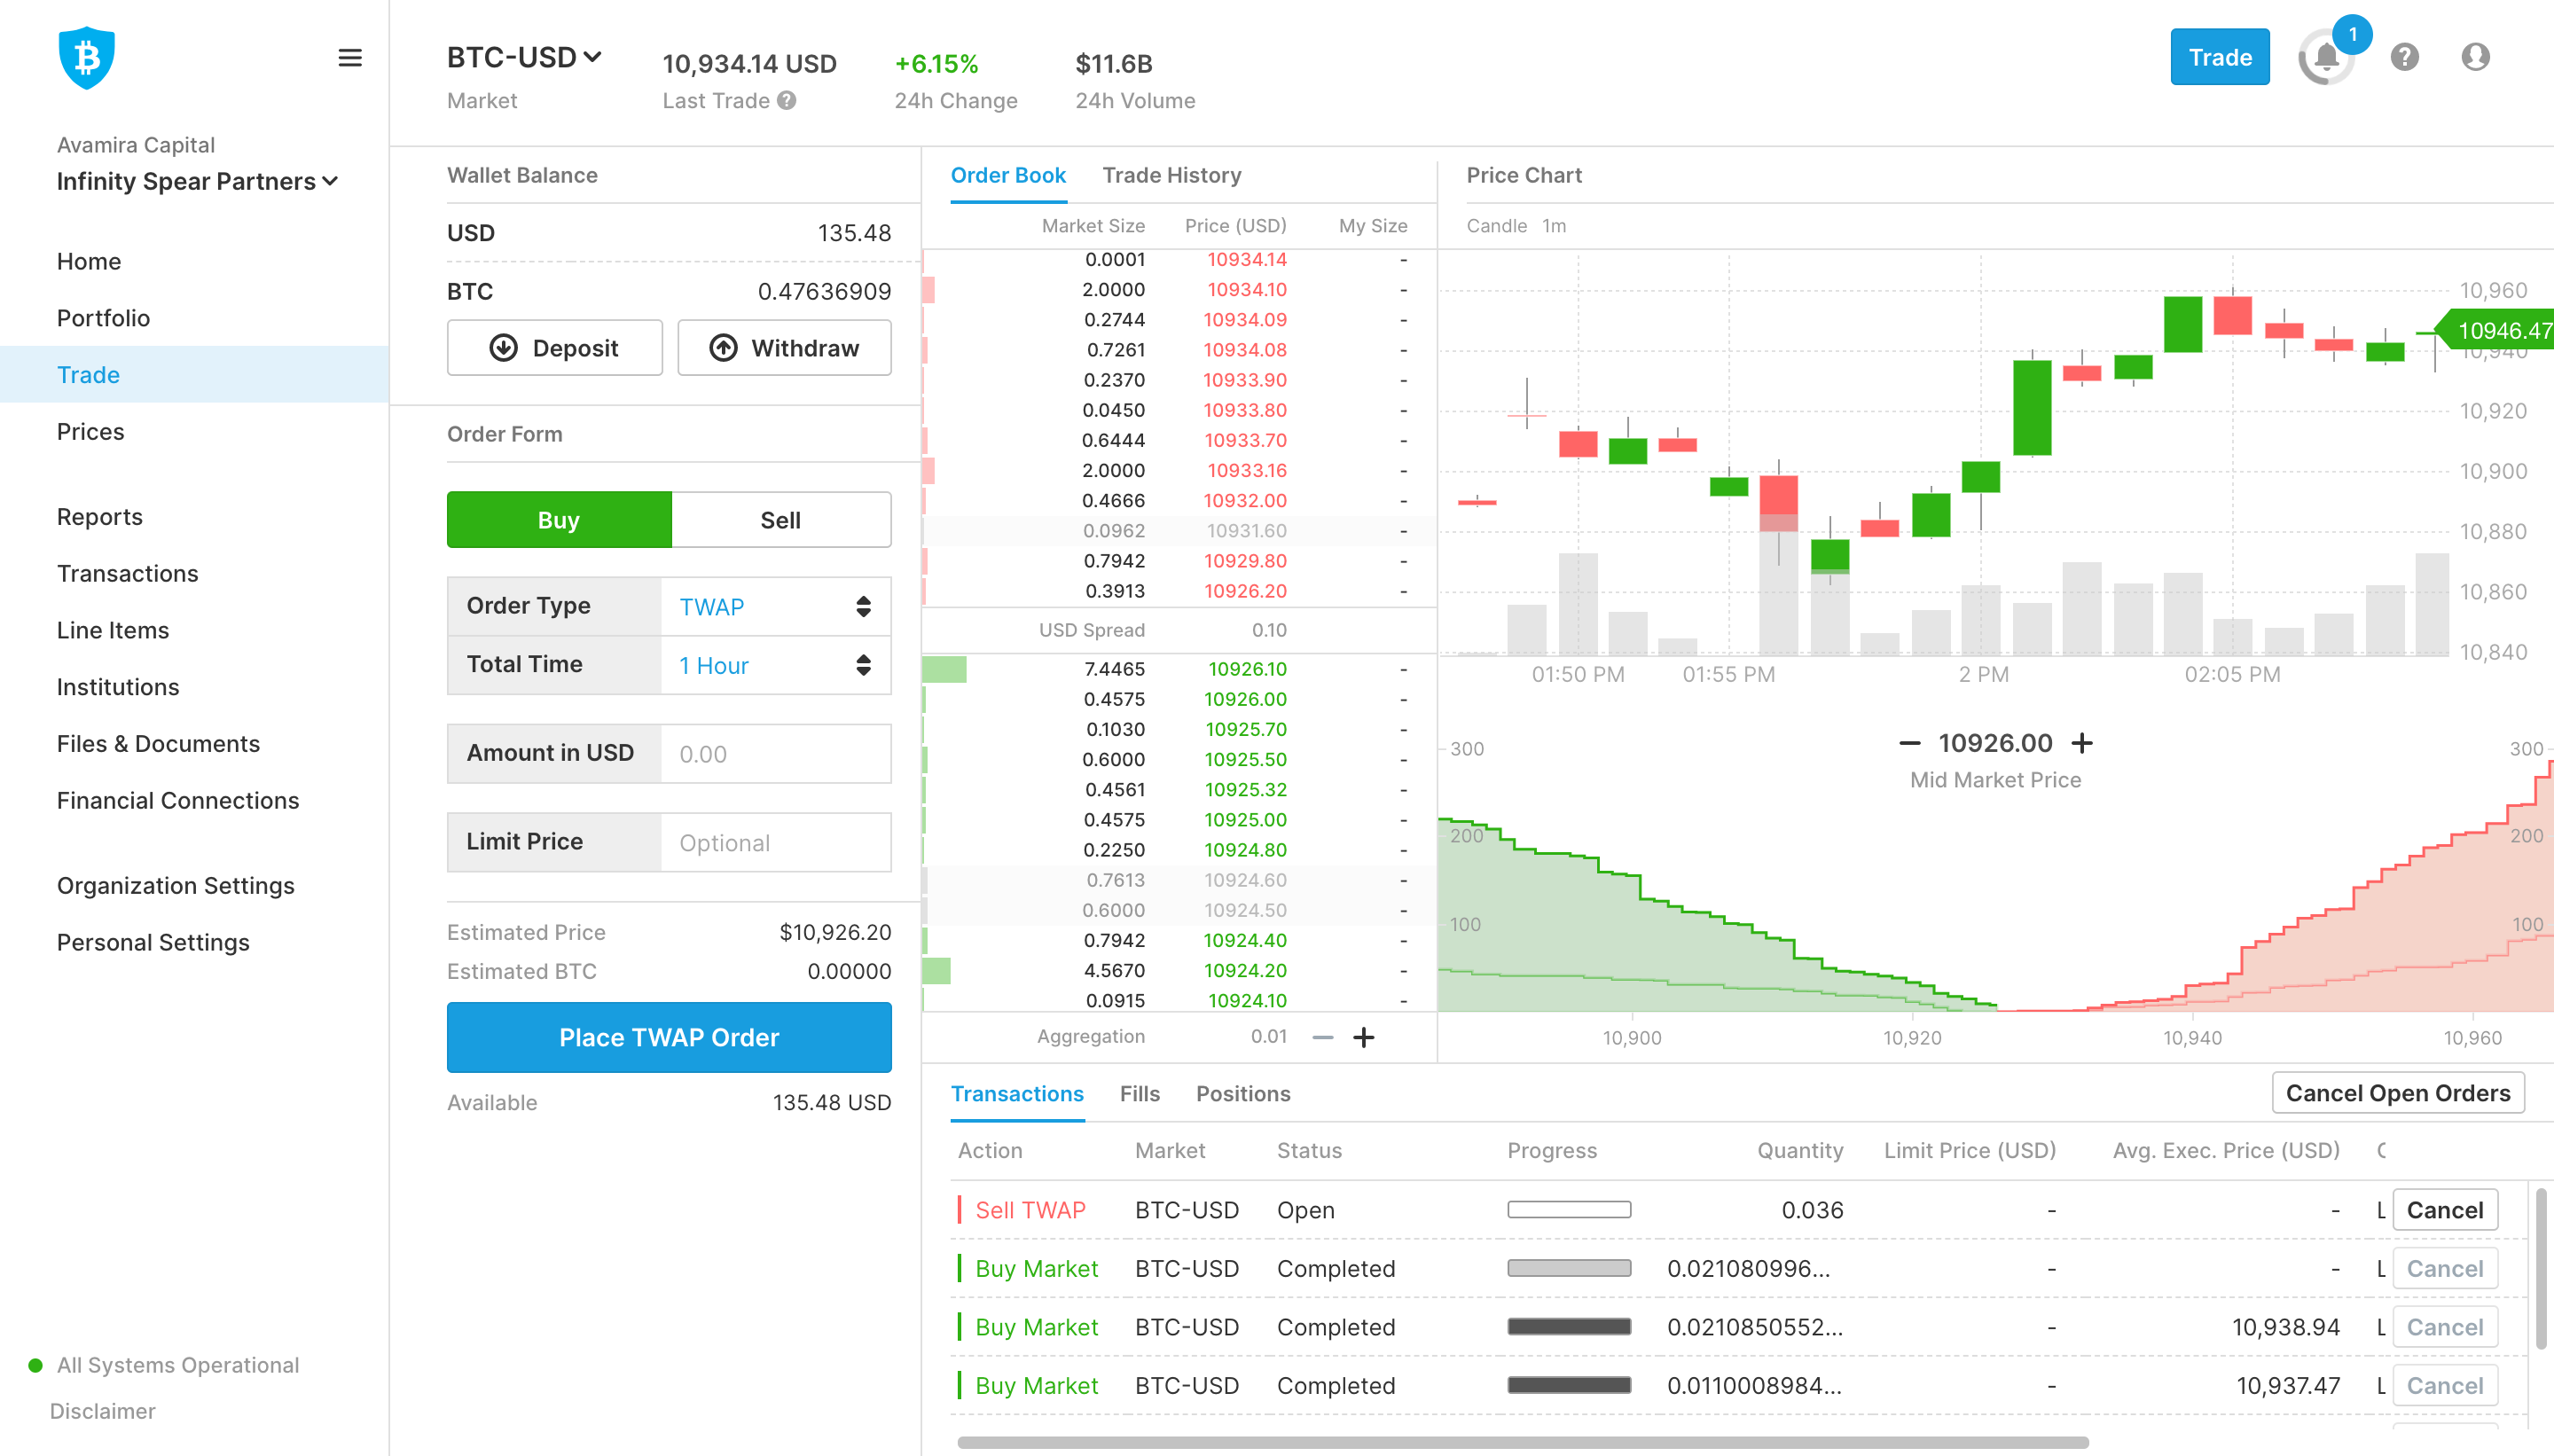 Avamira Capital
Infinity Spear Partners
Home
Portfolio
Trade
Prices
Reports
Transactions
Line Items
Institutions
Files & Documents
Financial Connections
Organization Settings
Personal Settings
All Systems Operational
Disclaimer
BTC-USD 10,934.14 USD +6.15% $11.6B
Market Last Trade ? 24h Change 24h Volume
Trade 1 ?
Wallet Balance
USD 135.48
BTC 0.47636909
Deposit Withdraw
Order Form
Buy Sell
Order Type TWAP
Total Time 1 Hour
Amount in USD 0.00
Limit Price Optional
Estimated Price $10,926.20
Estimated BTC 0.00000
Place TWAP Order
Available 135.48 USD
Order Book Trade History
Market Size Price (USD) My Size
0.0001 10934.14 -
2.0000 10934.10 -
0.2744 10934.09 -
0.7261 10934.08 -
0.2370 10933.90 -
0.0450 10933.80 -
0.6444 10933.70 -
2.0000 10933.16 -
0.4666 10932.00 -
0.0962 10931.60 -
0.7942 10929.80 -
0.3913 10926.20 -
USD Spread 0.10
7.4465 10926.10 -
0.4575 10926.00 -
0.1030 10925.70 -
0.6000 10925.50 -
0.4561 10925.32 -
0.4575 10925.00 -
0.2250 10924.80 -
0.7613 10924.60 -
0.6000 10924.50 -
0.7942 10924.40 -
4.5670 10924.20 -
0.0915 10924.10 -
Aggregation 0.01 − +
Price Chart
Candle 1m
10,960
10946.47
10,940
10,920
10,900
10,880
10,860
10,840
01:50 PM 01:55 PM 2 PM 02:05 PM
− 10926.00 +
Mid Market Price
300 300
200 200
100 100
10,900 10,920 10,940 10,960
Transactions Fills Positions Cancel Open Orders
Action Market Status Progress Quantity Limit Price (USD) Avg. Exec. Price (USD)
Sell TWAP BTC-USD Open 0.036 - - L Cancel
Buy Market BTC-USD Completed 0.021080996... - - L Cancel
Buy Market BTC-USD Completed 0.0210850552... - 10,938.94 L Cancel
Buy Market BTC-USD Completed 0.0110008984... - 10,937.47 L Cancel